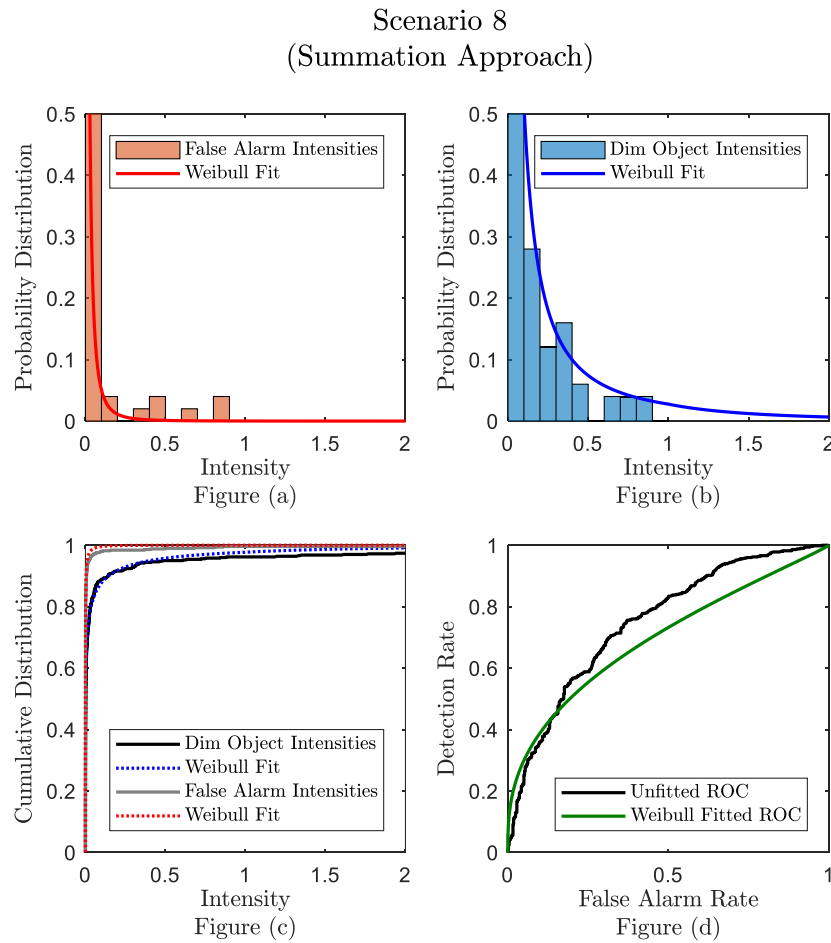 Scenario 8
(Summation Approach)
0.5
0.4
0.3
0.2
0.1
0
Probability Distribution
False Alarm Intensities
Weibull Fit
0 0.5 1 1.5 2
Intensity
Figure (a)
0.5
0.4
0.3
0.2
0.1
0
Probability Distribution
Dim Object Intensities
Weibull Fit
0 0.5 1 1.5 2
Intensity
Figure (b)
1
0.8
0.6
0.4
0.2
0
Cumulative Distribution
Dim Object Intensities
Weibull Fit
False Alarm Intensities
Weibull Fit
0 0.5 1 1.5 2
Intensity
Figure (c)
1
0.8
0.6
0.4
0.2
0
Detection Rate
Unfitted ROC
Weibull Fitted ROC
0 0.5 1
False Alarm Rate
Figure (d)